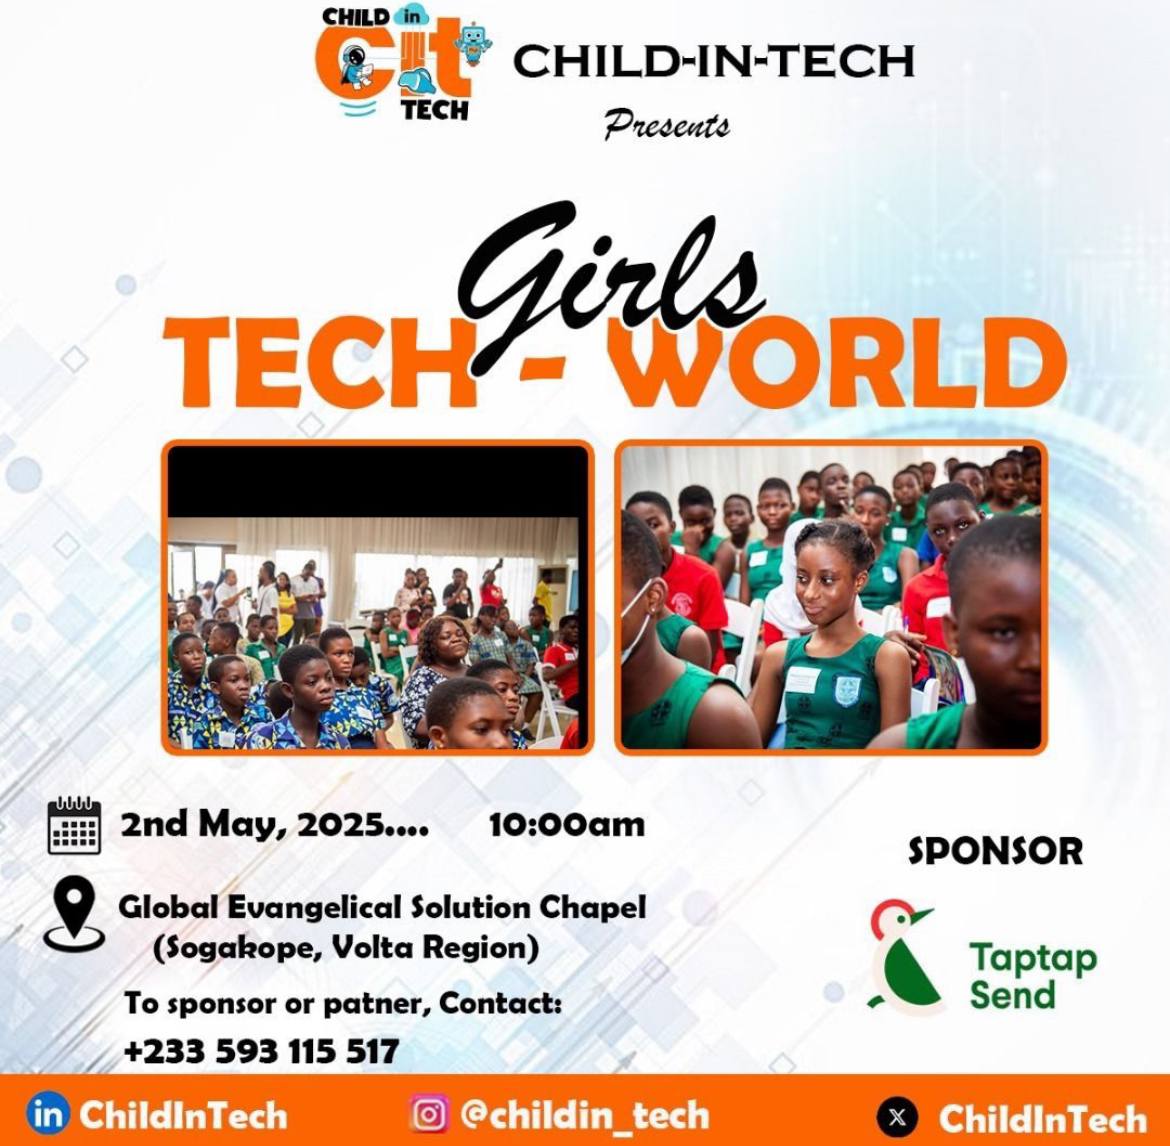 CHILD in
cit
TECH
CHILD-IN-TECH
Presents
Girls
TECH - WORLD
2nd May, 2025.... 10:00am
Global Evangelical Solution Chapel
(Sogakope, Volta Region)
To sponsor or patner, Contact:
+233 593 115 517
SPONSOR
Taptap
Send
in ChildInTech
@childin_tech
X ChildInTech